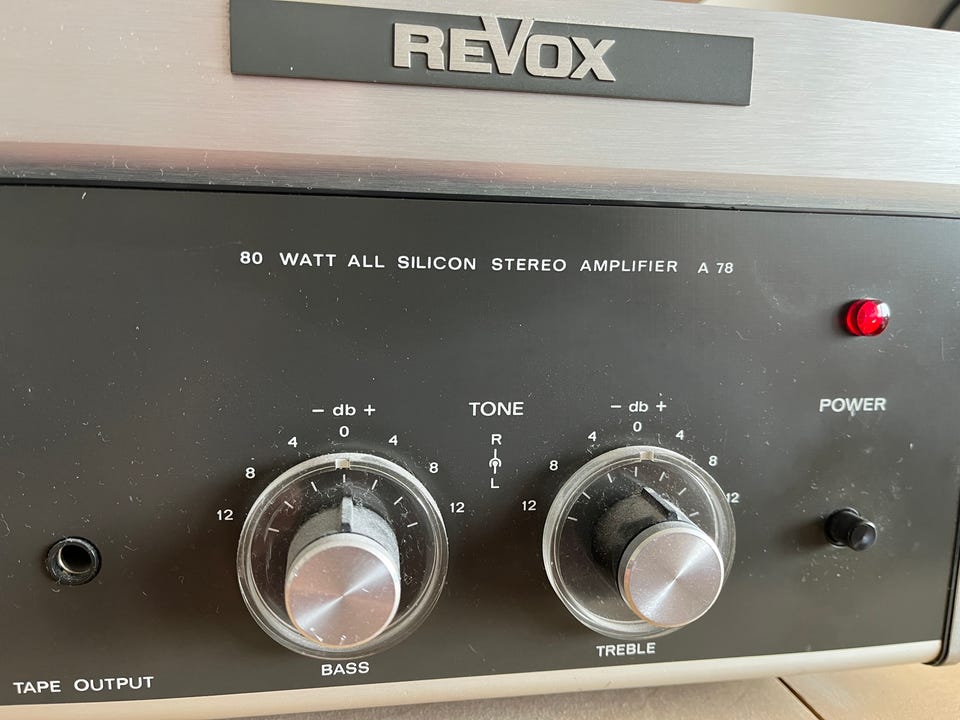 REVOX
80 WATT ALL SILICON STEREO AMPLIFIER A 78
POWER
TONE
R
L
− db +
12 8 4 0 4 8 12
BASS
− db +
12 8 4 0 4 8 12
TREBLE
TAPE OUTPUT